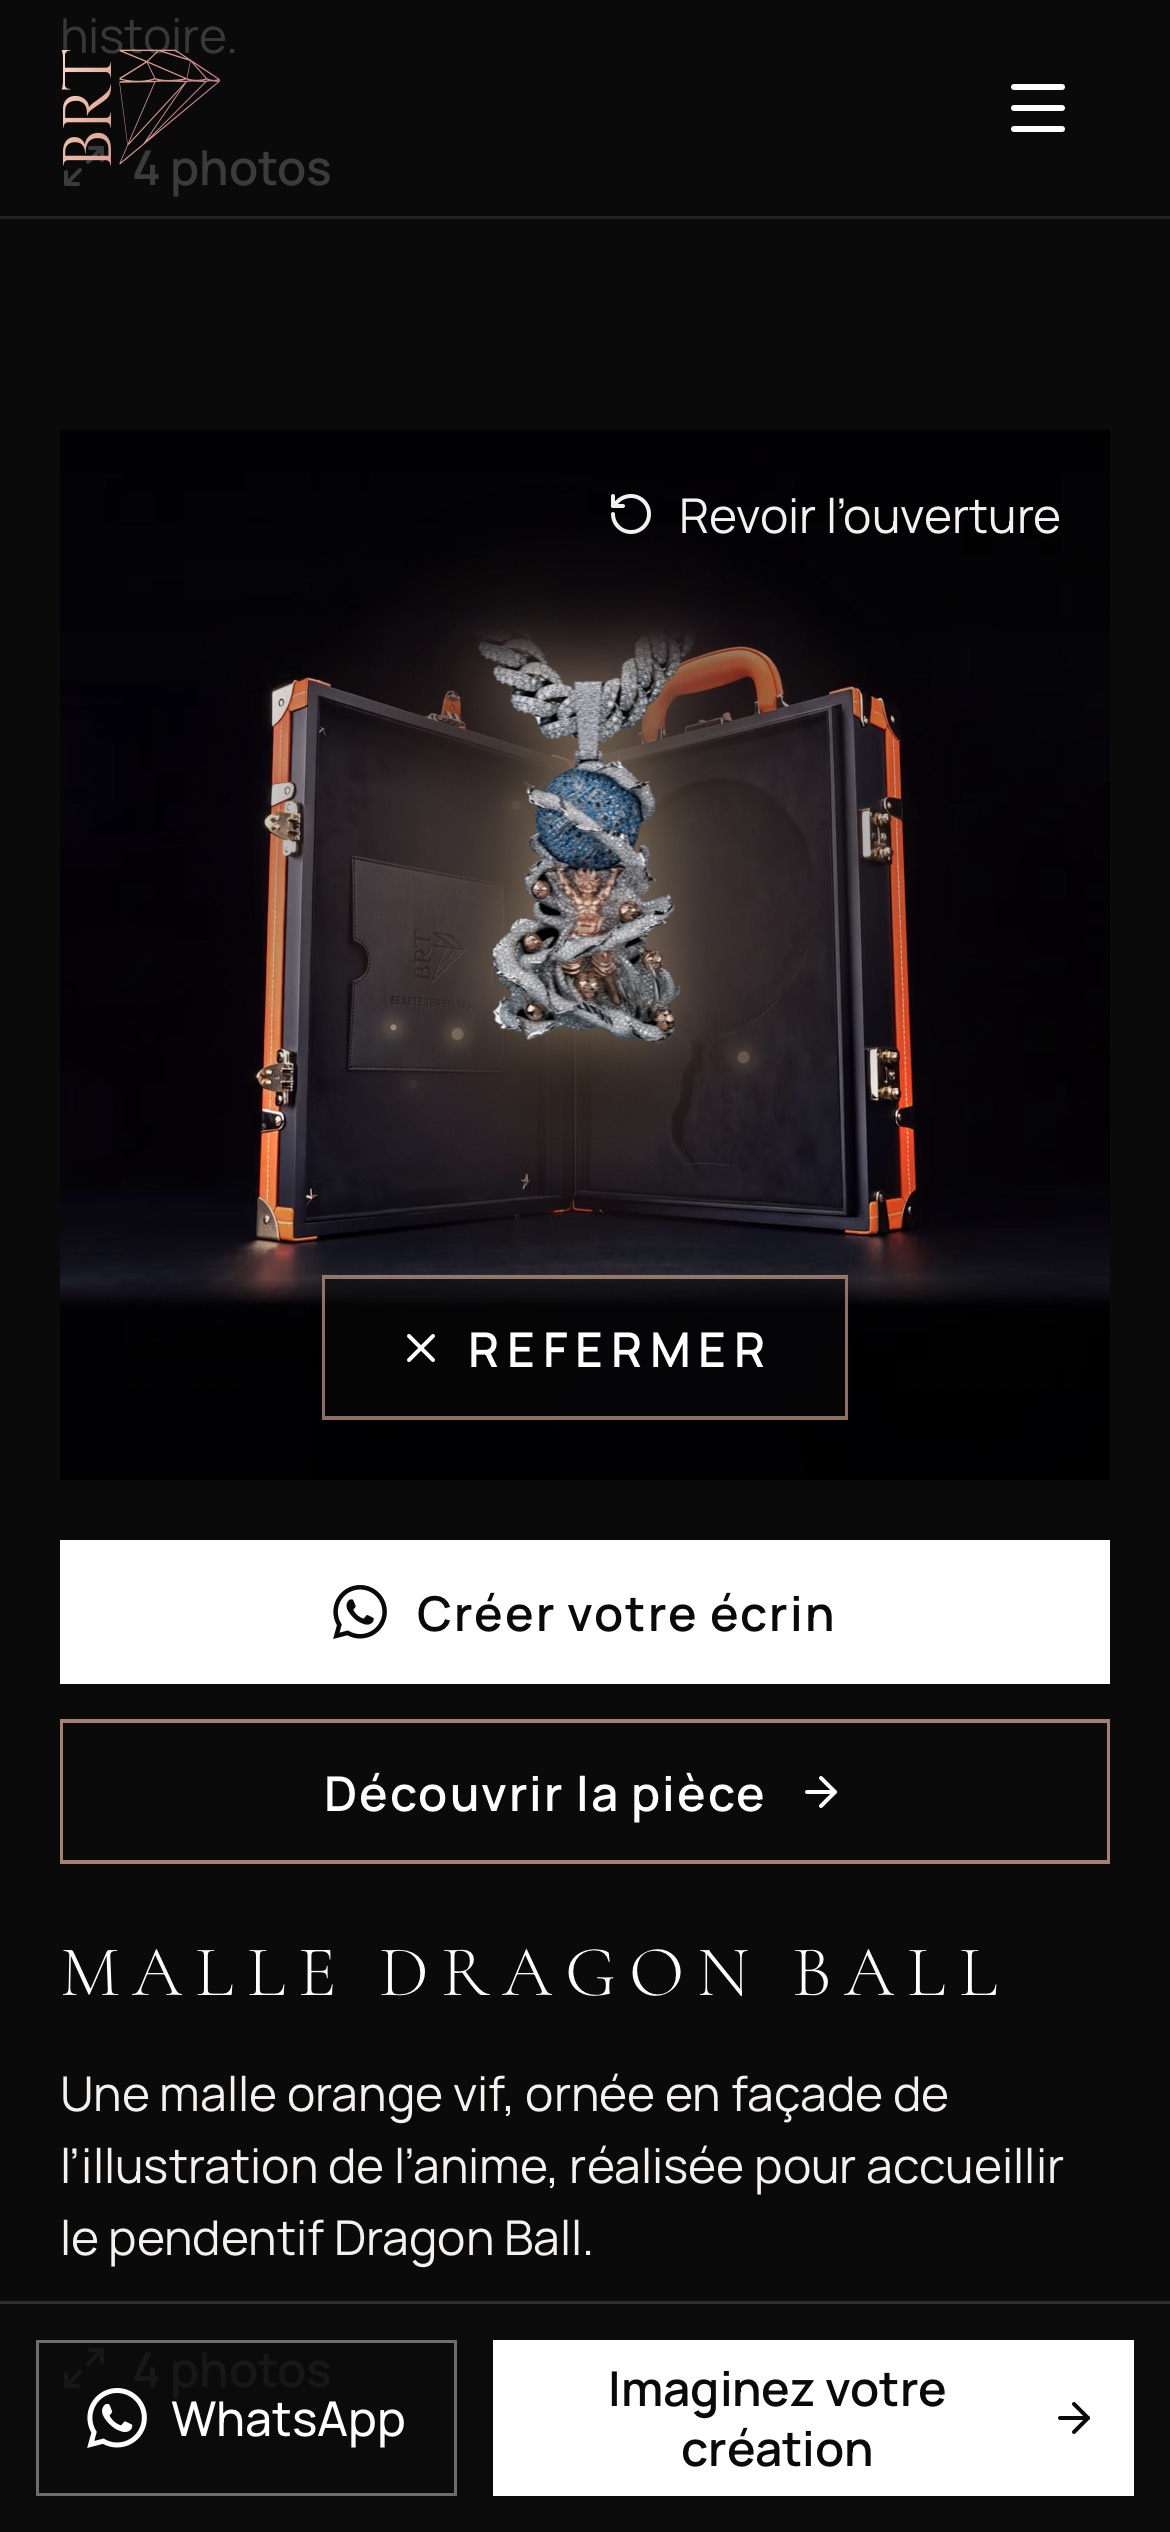 histoire.
BRT
4 photos
Revoir l’ouverture
BRT
REFERMER
Créer votre écrin
Découvrir la pièce
MALLE DRAGON BALL
Une malle orange vif, ornée en façade de
l’illustration de l’anime, réalisée pour accueillir
le pendentif Dragon Ball.
4 photos
WhatsApp
Imaginez votre
création